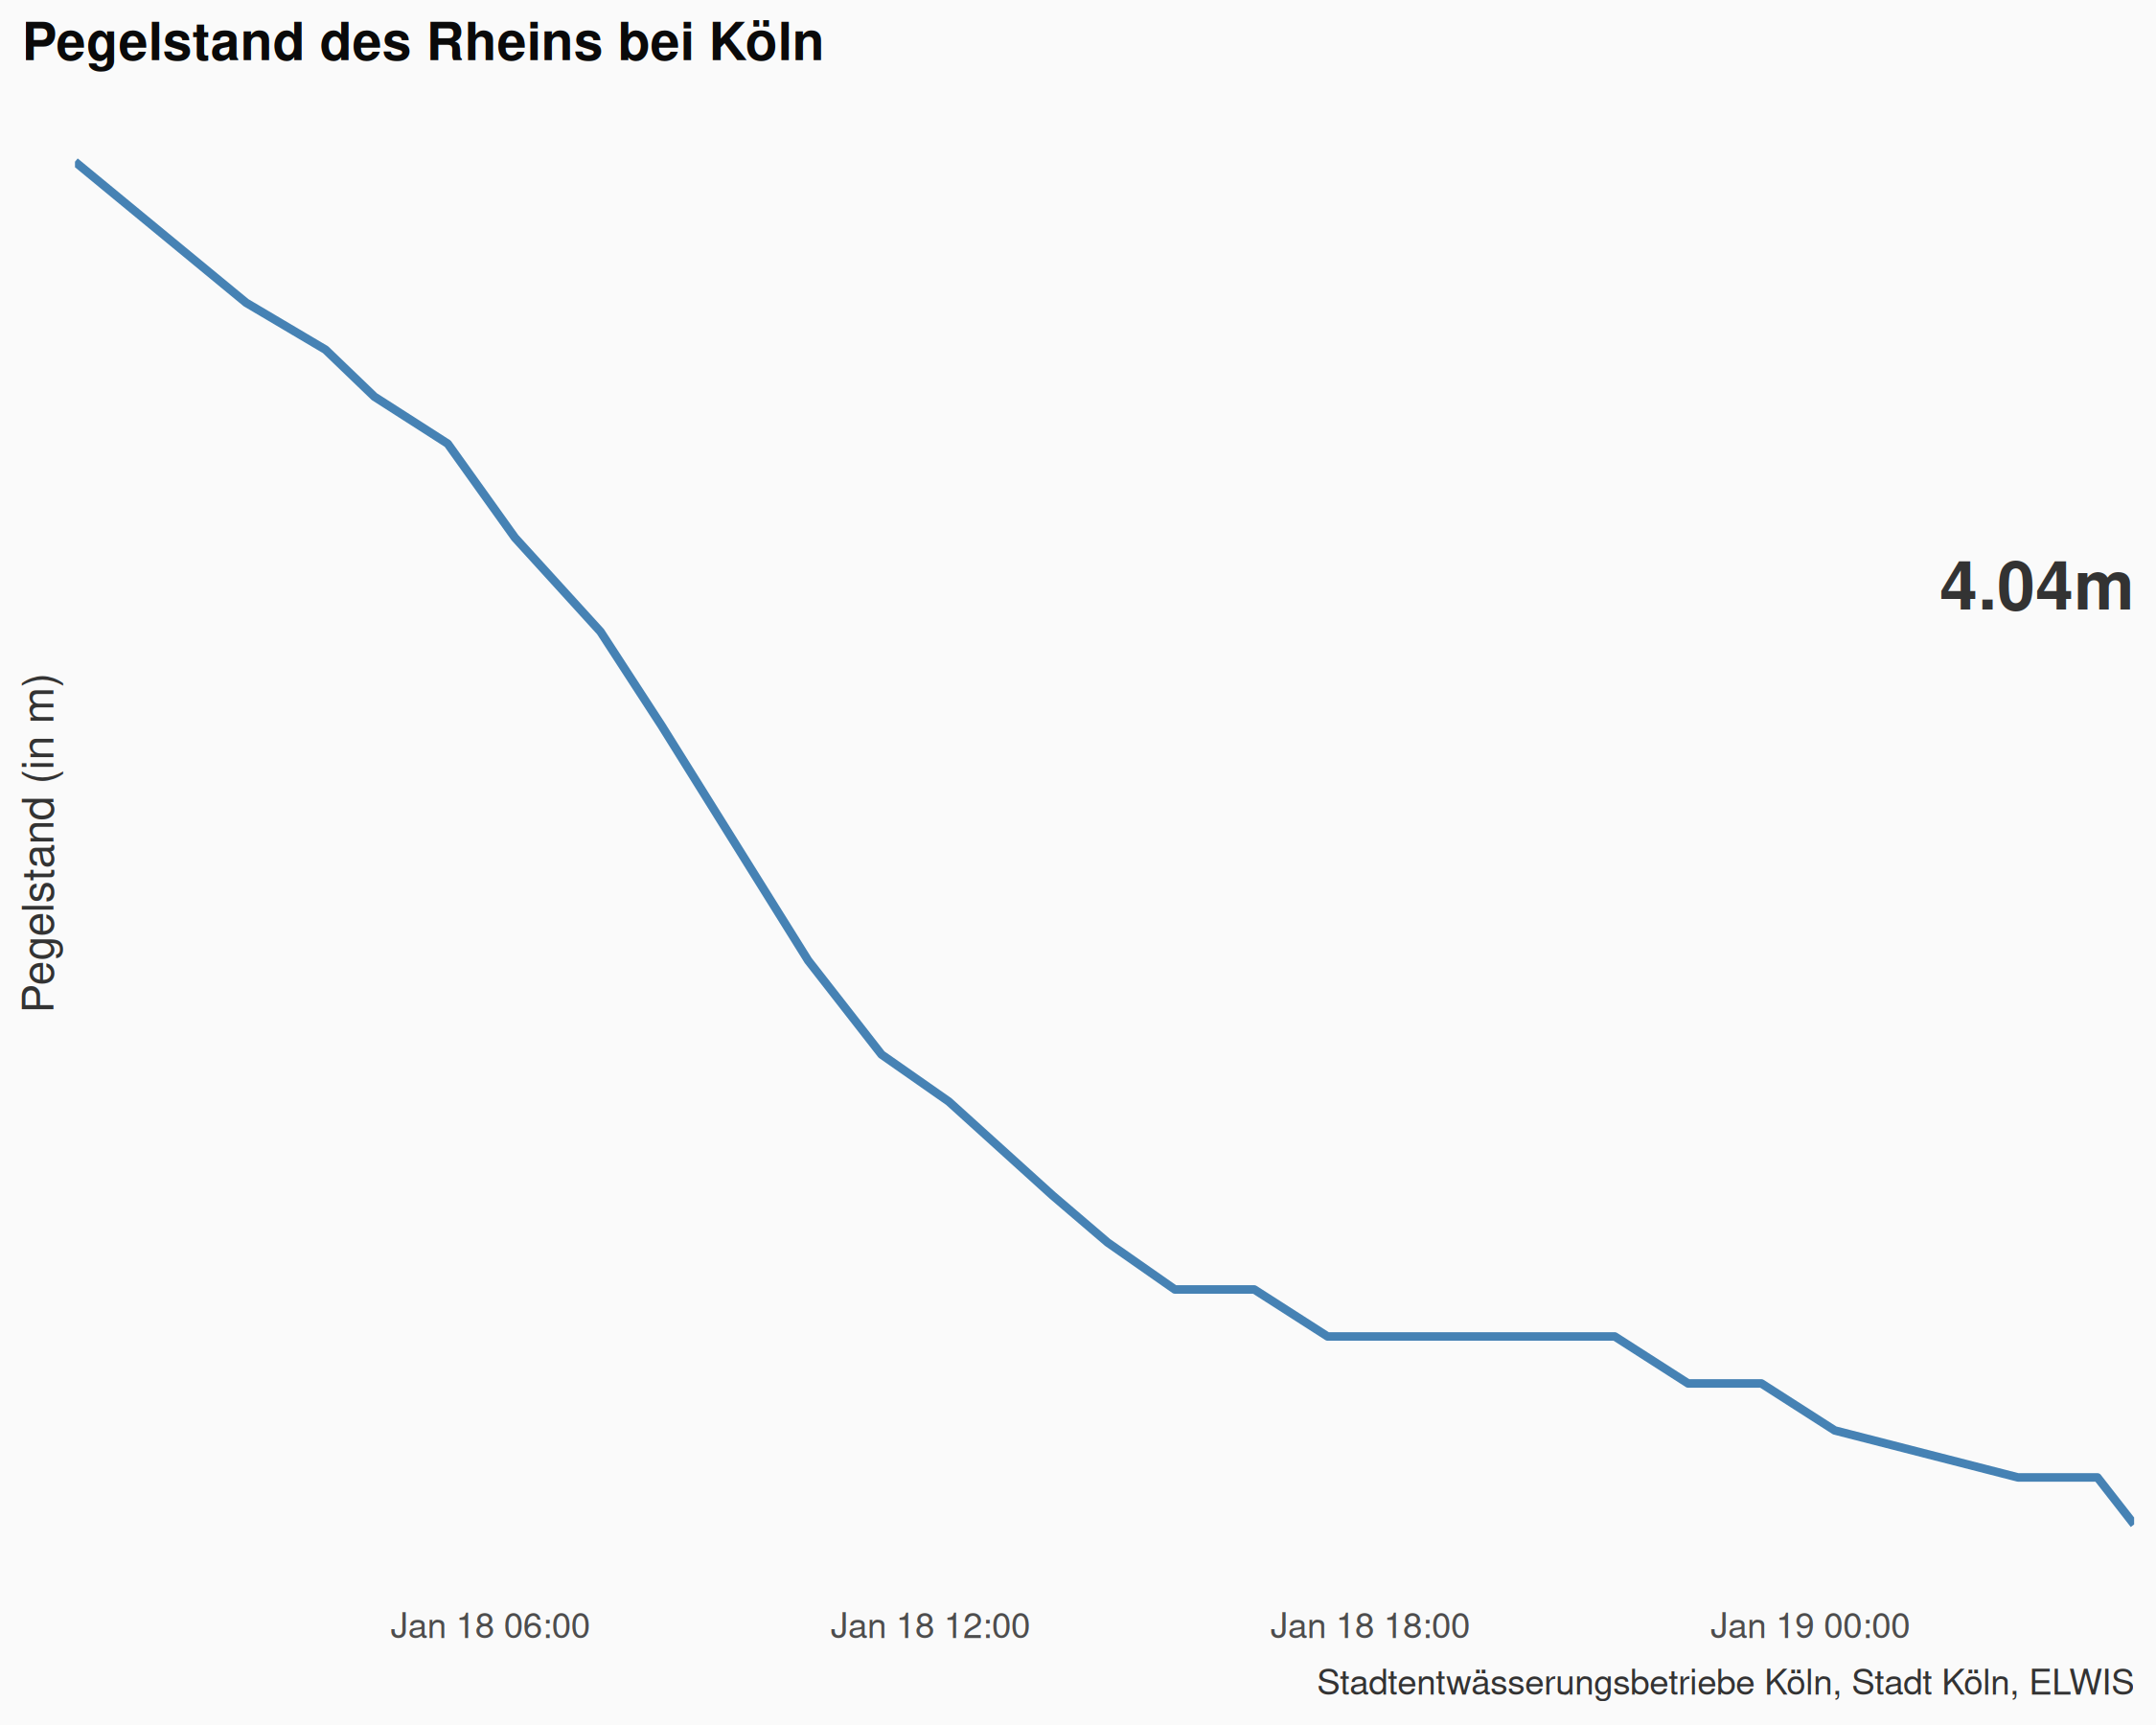 Pegelstand des Rheins bei Köln
4.04m
Pegelstand (in m)
Jan 18 06:00
Jan 18 12:00
Jan 18 18:00
Jan 19 00:00
Stadtentwässerungsbetriebe Köln, Stadt Köln, ELWIS